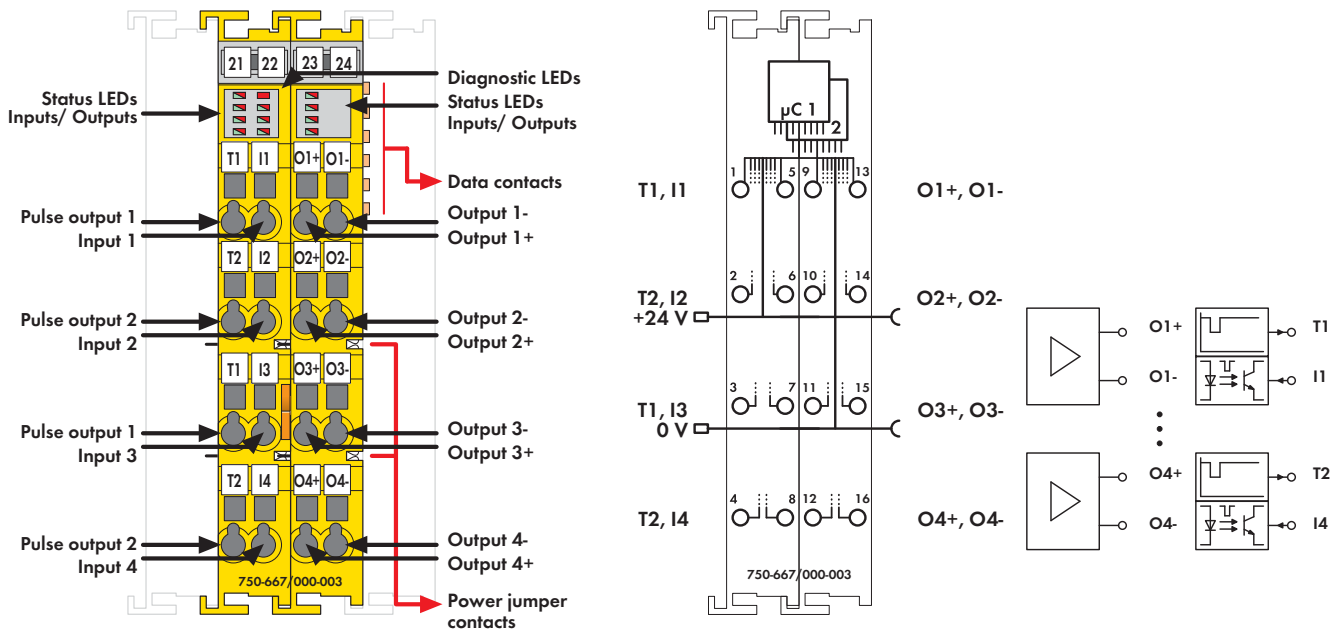 21 22 23 24
Diagnostic LEDs
Status LEDs
Inputs/ Outputs
Status LEDs
Inputs/ Outputs
T1 I1 O1+ O1-
Data contacts
Pulse output 1
Input 1
Output 1-
Output 1+
T2 I2 O2+ O2-
Pulse output 2
Input 2
Output 2-
Output 2+
T1 I3 O3+ O3-
Pulse output 1
Input 3
Output 3-
Output 3+
T2 I4 O4+ O4-
Pulse output 2
Input 4
Output 4-
Output 4+
750-667/000-003
Power jumper
contacts
µC 1
2
1 5 9 13
T1, I1
O1+, O1-
2 6 10 14
T2, I2
O2+, O2-
+24 V
3 7 11 15
T1, I3
O3+, O3-
0 V
4 8 12 16
T2, I4
O4+, O4-
750-667/000-003
O1+
T1
O1-
I1
O4+
T2
O4-
I4